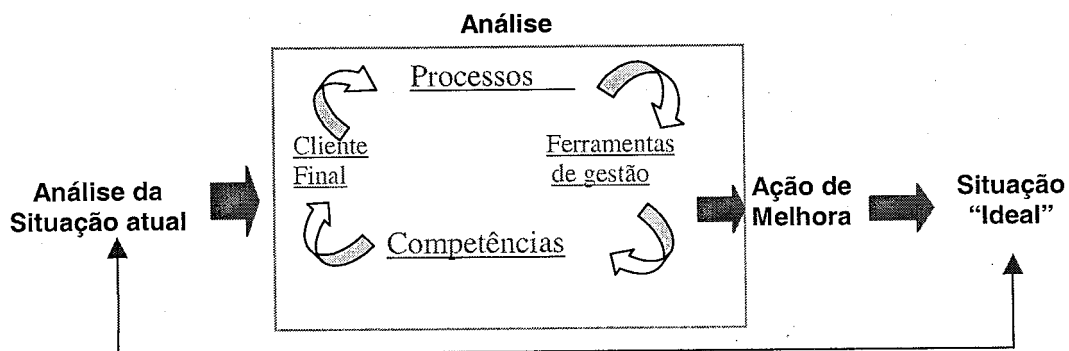 Análise
Processos
Cliente
Final
Ferramentas
de gestão
Competências
Análise da
Situação atual
Ação de
Melhora
Situação
“Ideal”